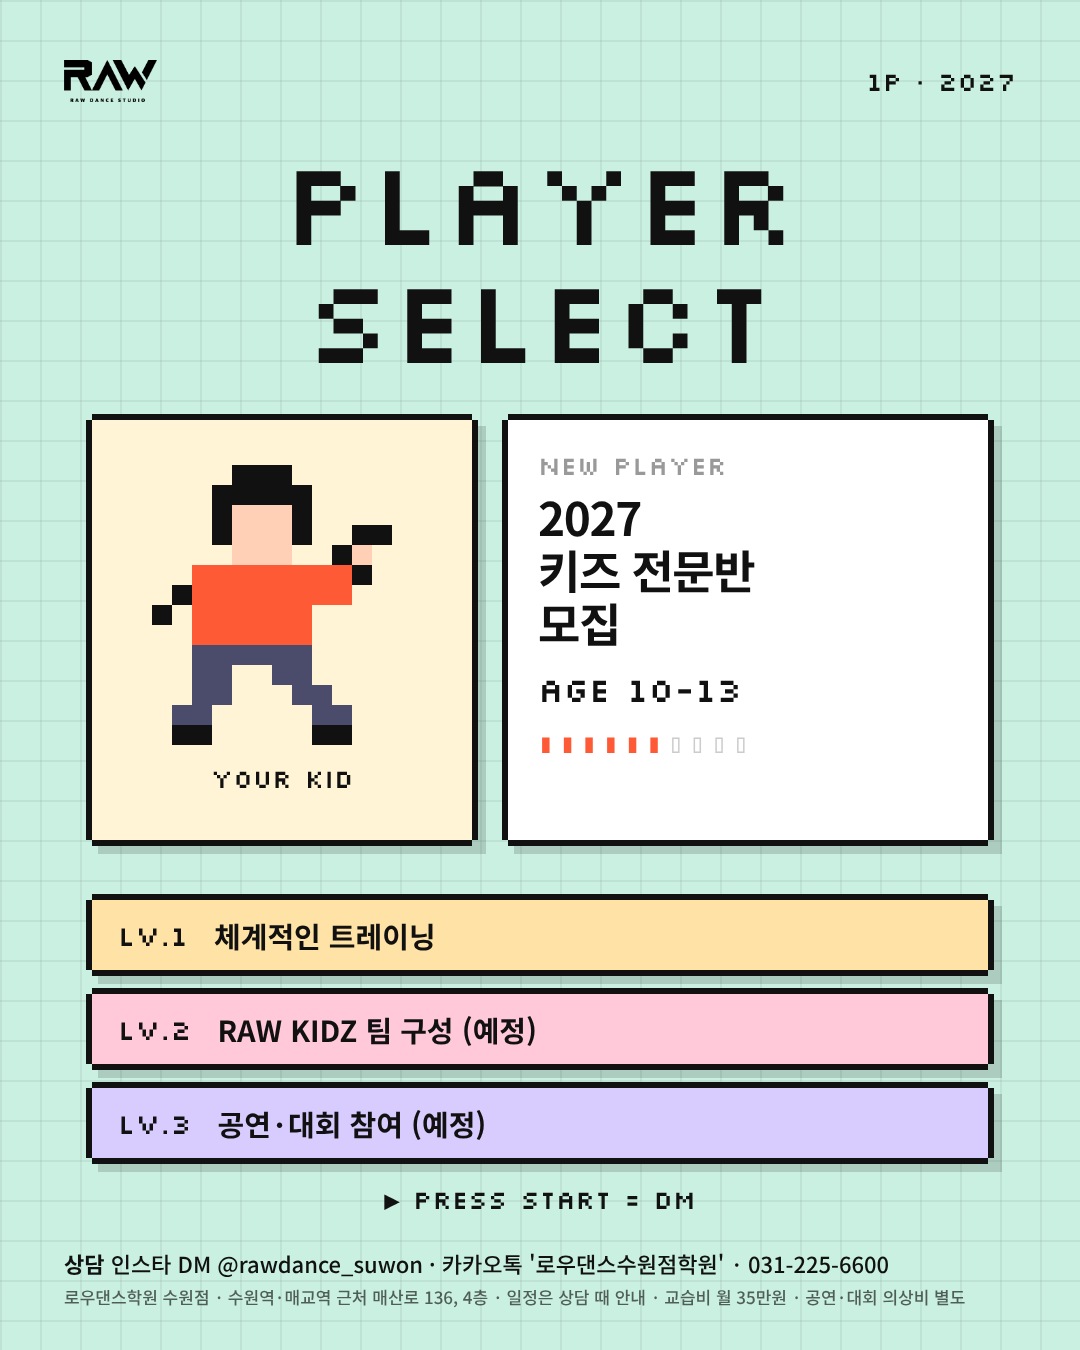 RAW
RAW DANCE STUDIO
1P · 2027
PLAYER
SELECT
YOUR KID
NEW PLAYER
2027
키즈 전문반
모집
AGE 10-13
LV.1 체계적인 트레이닝
LV.2 RAW KIDZ 팀 구성 (예정)
LV.3 공연·대회 참여 (예정)
▶ PRESS START = DM
상담 인스타 DM @rawdance_suwon · 카카오톡 '로우댄스수원점학원' · 031-225-6600
로우댄스학원 수원점 · 수원역·매교역 근처 매산로 136, 4층 · 일정은 상담 때 안내 · 교습비 월 35만원 · 공연·대회 의상비 별도